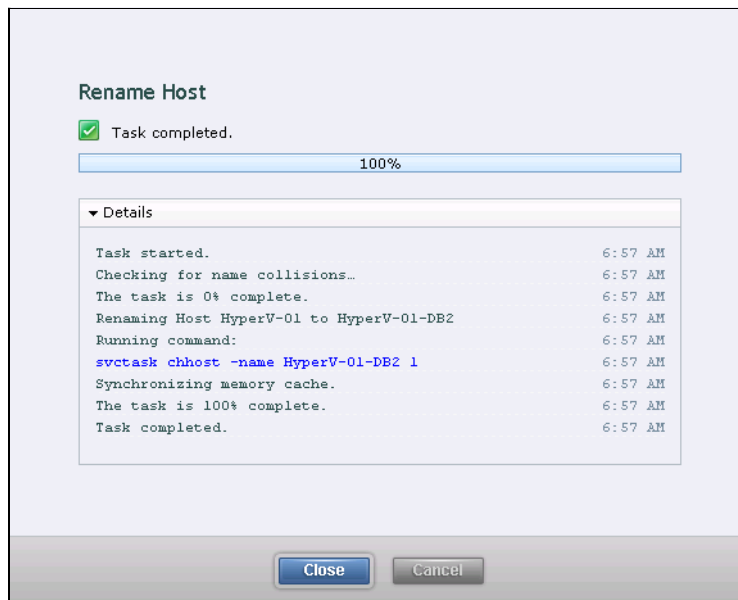 Rename Host
Task completed.
100%
Details
Task started. 6:57 AM
Checking for name collisions… 6:57 AM
The task is 0% complete. 6:57 AM
Renaming Host HyperV-01 to HyperV-01-DB2 6:57 AM
Running command: 6:57 AM
svctask chhost -name HyperV-01-DB2 1 6:57 AM
Synchronizing memory cache. 6:57 AM
The task is 100% complete. 6:57 AM
Task completed. 6:57 AM
Close Cancel